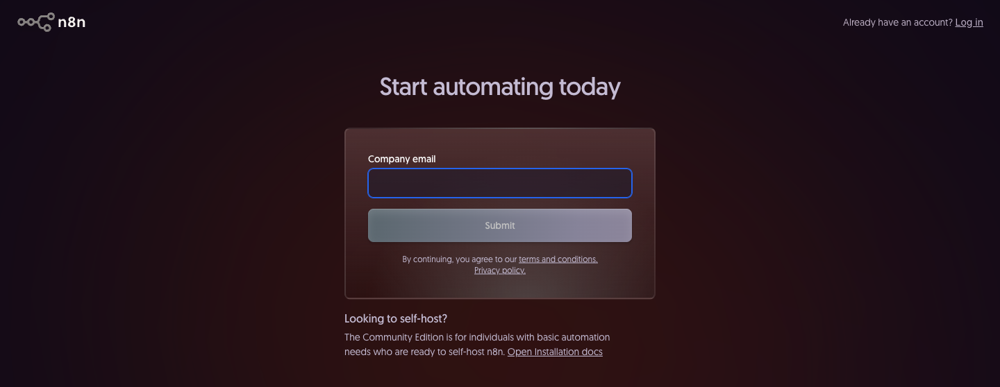 n8n
Already have an account? Log in
Start automating today
Company email
Submit
By continuing, you agree to our terms and conditions.
Privacy policy.
Looking to self-host?
The Community Edition is for individuals with basic automation
needs who are ready to self-host n8n. Open Installation docs